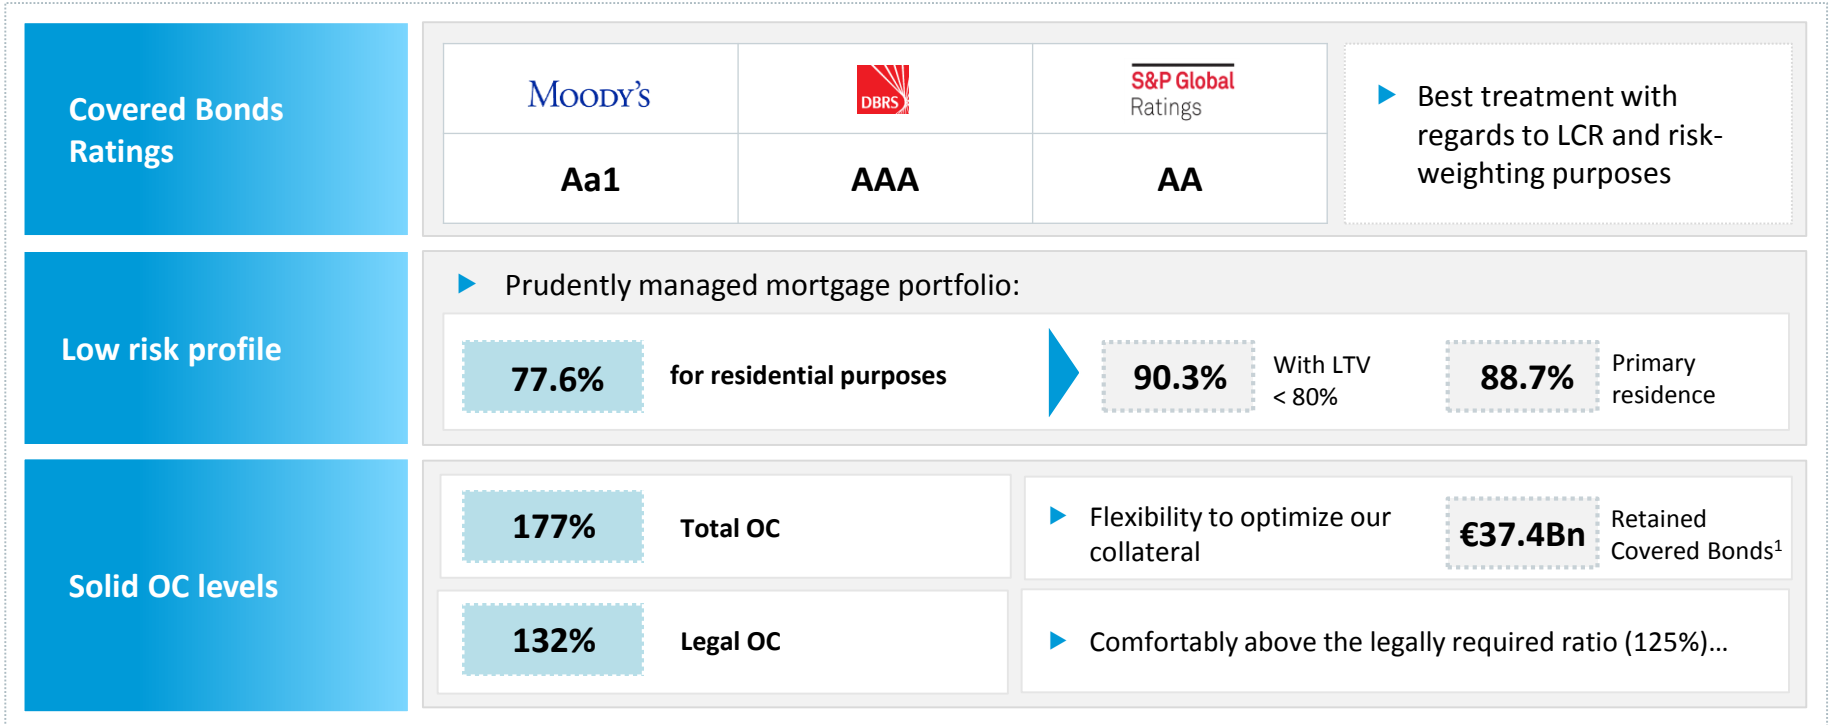 Covered Bonds
Ratings
MOODY'S
DBRS
S&P Global
Ratings
Aa1
AAA
AA
Best treatment with
regards to LCR and risk-
weighting purposes
Low risk profile
Prudently managed mortgage portfolio:
77.6%
for residential purposes
90.3%
With LTV
< 80%
88.7%
Primary
residence
Solid OC levels
177%
Total OC
Flexibility to optimize our
collateral
€37.4Bn
Retained
Covered Bonds¹
132%
Legal OC
Comfortably above the legally required ratio (125%)...